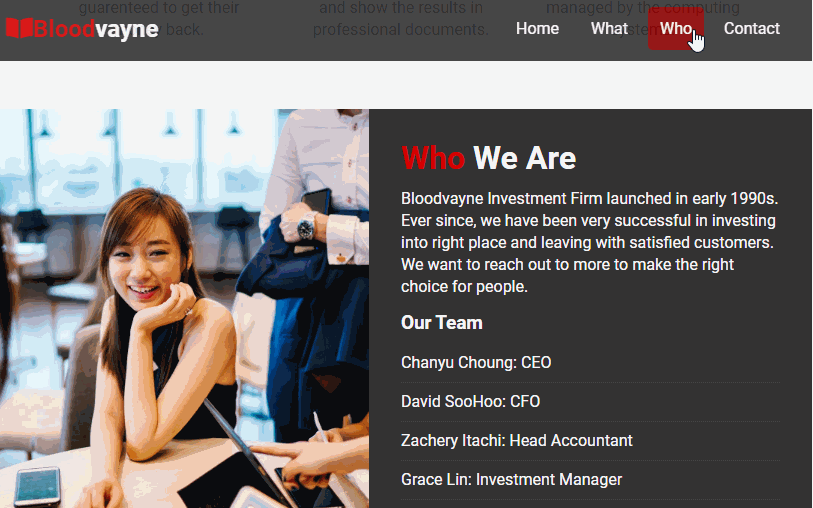 guarenteed to get their
and show the results in
managed by the computing
back.
professional documents.
Bloodvayne
Home
What
Who
Contact
Who We Are
Bloodvayne Investment Firm launched in early 1990s.
Ever since, we have been very successful in investing
into right place and leaving with satisfied customers.
We want to reach out to more to make the right
choice for people.
Our Team
Chanyu Choung: CEO
David SooHoo: CFO
Zachery Itachi: Head Accountant
Grace Lin: Investment Manager